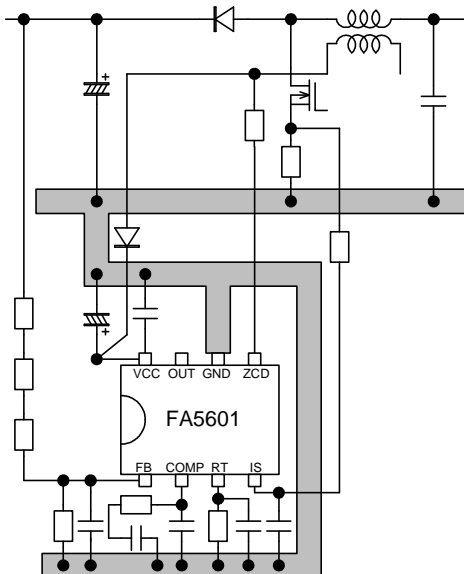 +
+
VCC OUT GND ZCD
FA5601
FB COMP RT IS